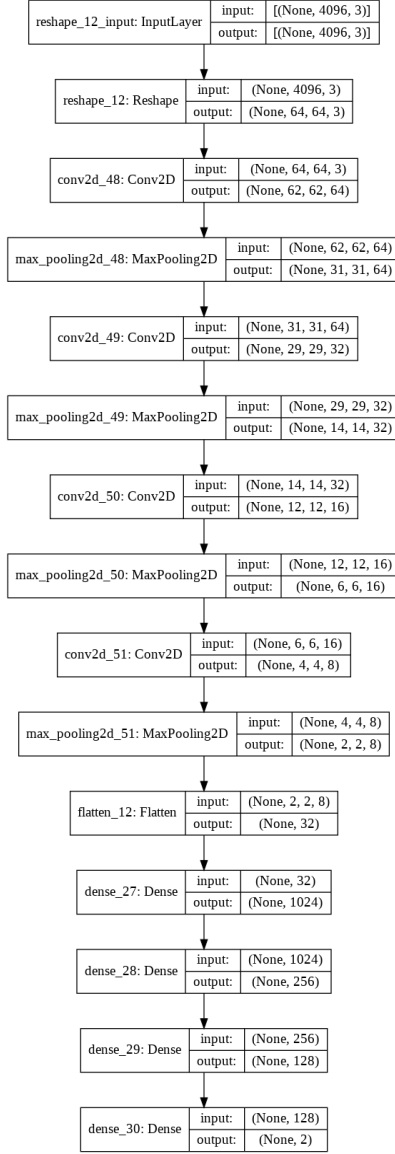 reshape_12_input: InputLayer
input: [(None, 4096, 3)]
output: [(None, 4096, 3)]
reshape_12: Reshape
input: (None, 4096, 3)
output: (None, 64, 64, 3)
conv2d_48: Conv2D
input: (None, 64, 64, 3)
output: (None, 62, 62, 64)
max_pooling2d_48: MaxPooling2D
input: (None, 62, 62, 64)
output: (None, 31, 31, 64)
conv2d_49: Conv2D
input: (None, 31, 31, 64)
output: (None, 29, 29, 32)
max_pooling2d_49: MaxPooling2D
input: (None, 29, 29, 32)
output: (None, 14, 14, 32)
conv2d_50: Conv2D
input: (None, 14, 14, 32)
output: (None, 12, 12, 16)
max_pooling2d_50: MaxPooling2D
input: (None, 12, 12, 16)
output: (None, 6, 6, 16)
conv2d_51: Conv2D
input: (None, 6, 6, 16)
output: (None, 4, 4, 8)
max_pooling2d_51: MaxPooling2D
input: (None, 4, 4, 8)
output: (None, 2, 2, 8)
flatten_12: Flatten
input: (None, 2, 2, 8)
output: (None, 32)
dense_27: Dense
input: (None, 32)
output: (None, 1024)
dense_28: Dense
input: (None, 1024)
output: (None, 256)
dense_29: Dense
input: (None, 256)
output: (None, 128)
dense_30: Dense
input: (None, 128)
output: (None, 2)